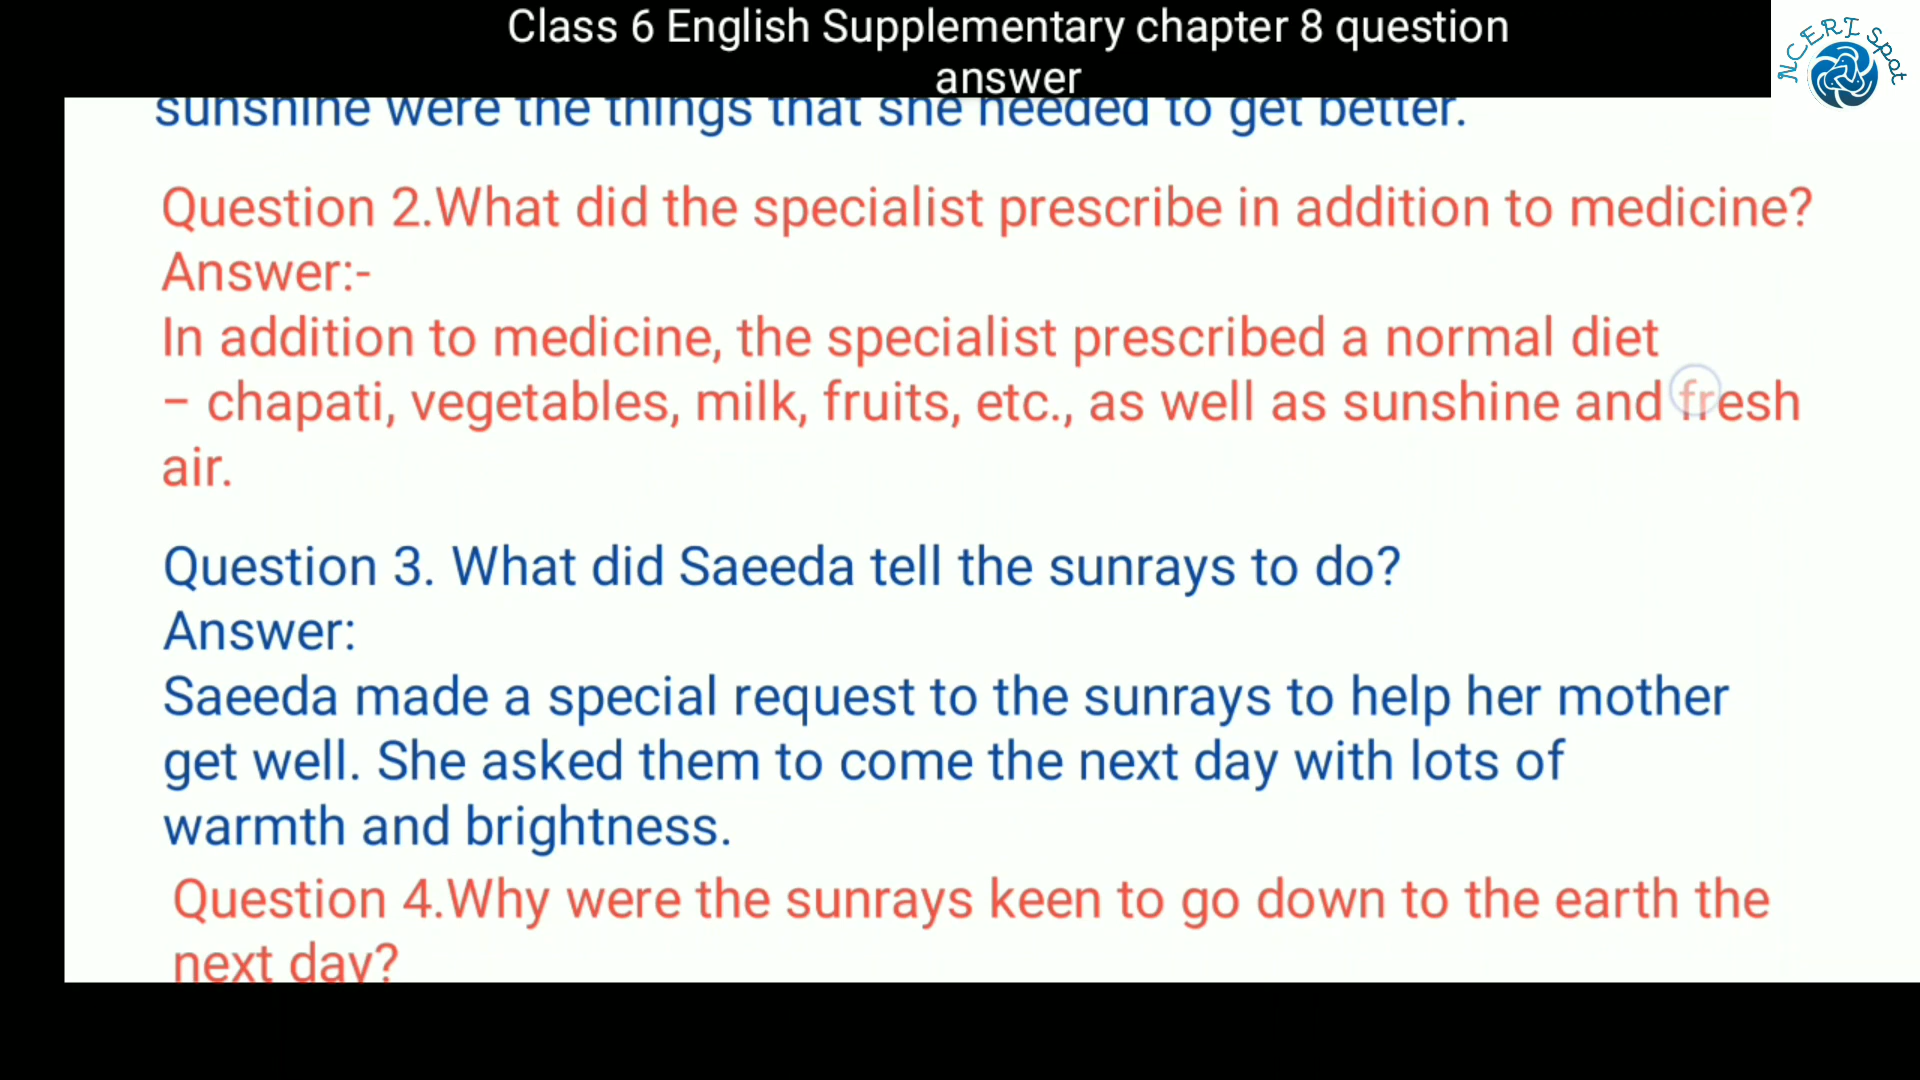 Class 6 English Supplementary chapter 8 question
answer
NCERT Spot
sunshine were the things that she needed to get better.
Question 2.What did the specialist prescribe in addition to medicine?
Answer:-
In addition to medicine, the specialist prescribed a normal diet
– chapati, vegetables, milk, fruits, etc., as well as sunshine and fresh
air.
Question 3. What did Saeeda tell the sunrays to do?
Answer:
Saeeda made a special request to the sunrays to help her mother
get well. She asked them to come the next day with lots of
warmth and brightness.
Question 4.Why were the sunrays keen to go down to the earth the
next day?